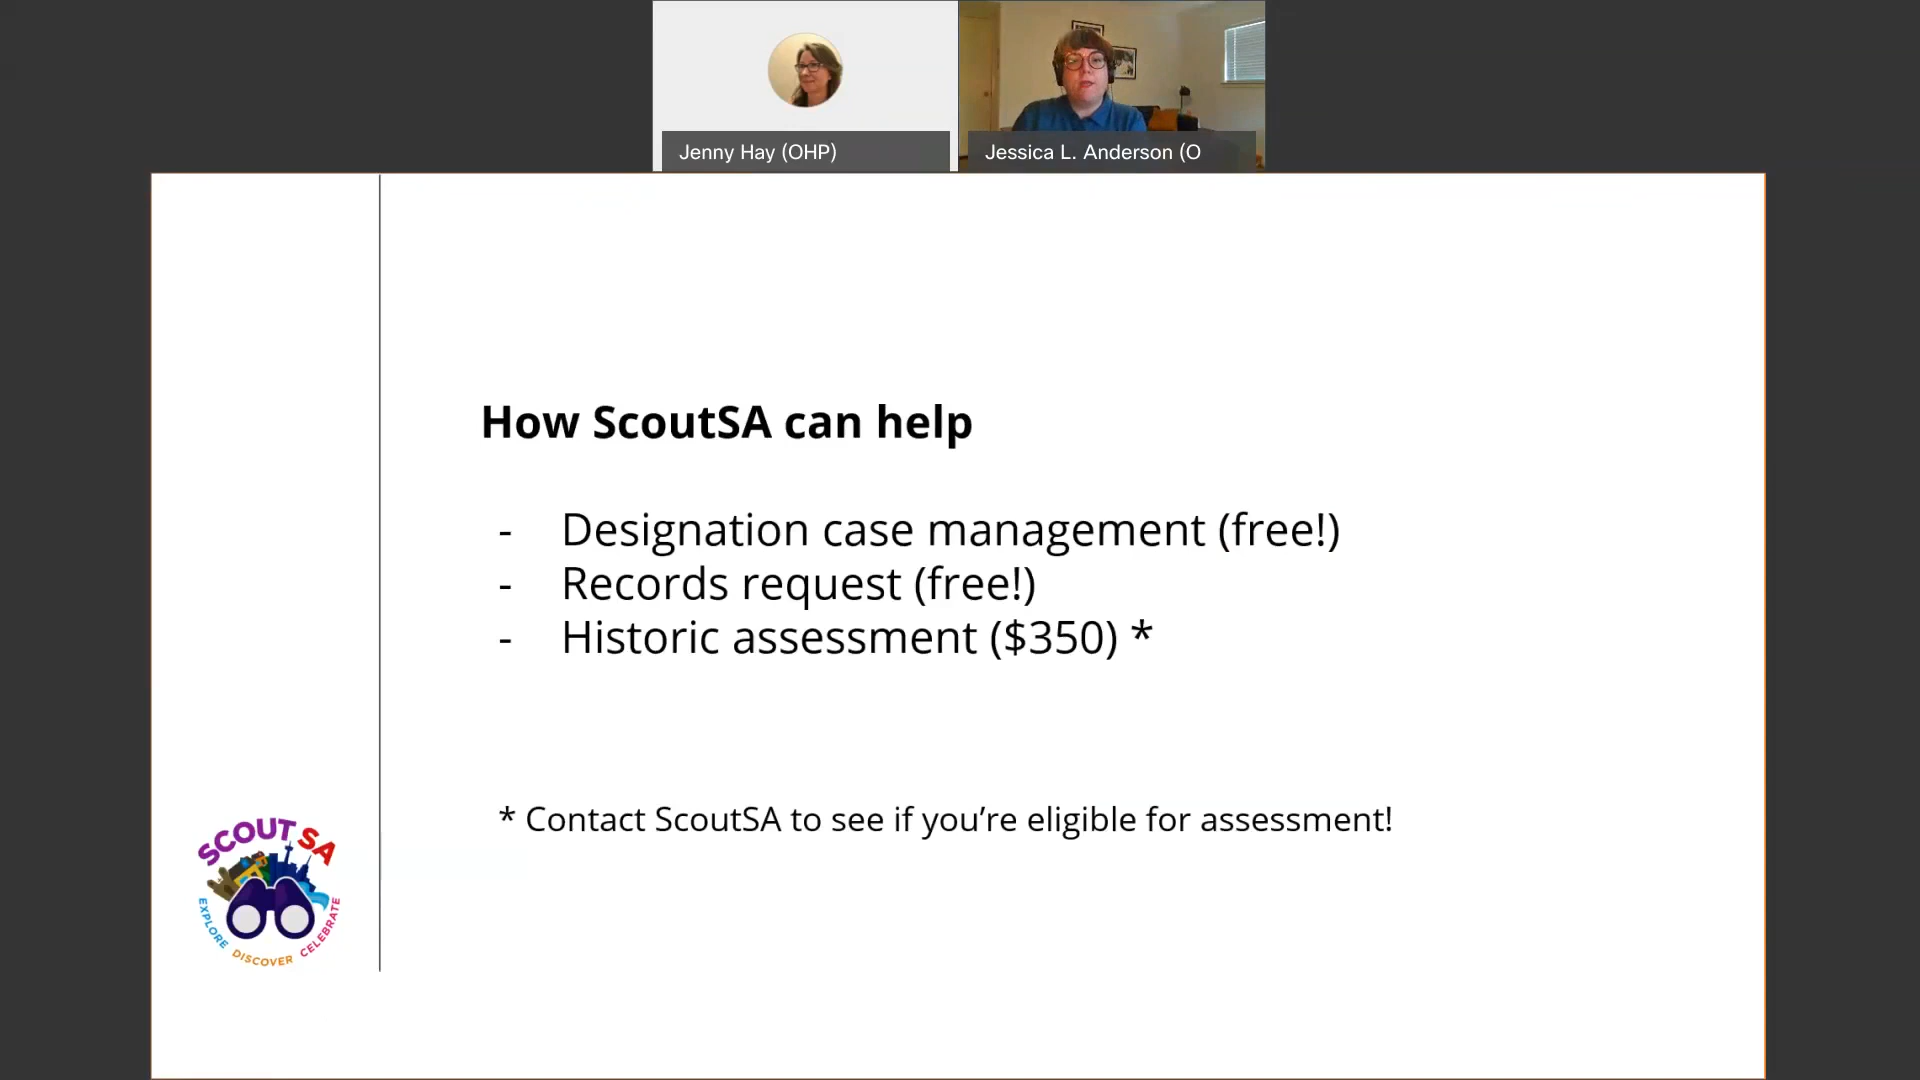 Jenny Hay (OHP)
Jessica L. Anderson (O
How ScoutSA can help
- Designation case management (free!)
- Records request (free!)
- Historic assessment ($350) *
* Contact ScoutSA to see if you’re eligible for assessment!
SCOUT SA
EXPLORE DISCOVER CELEBRATE